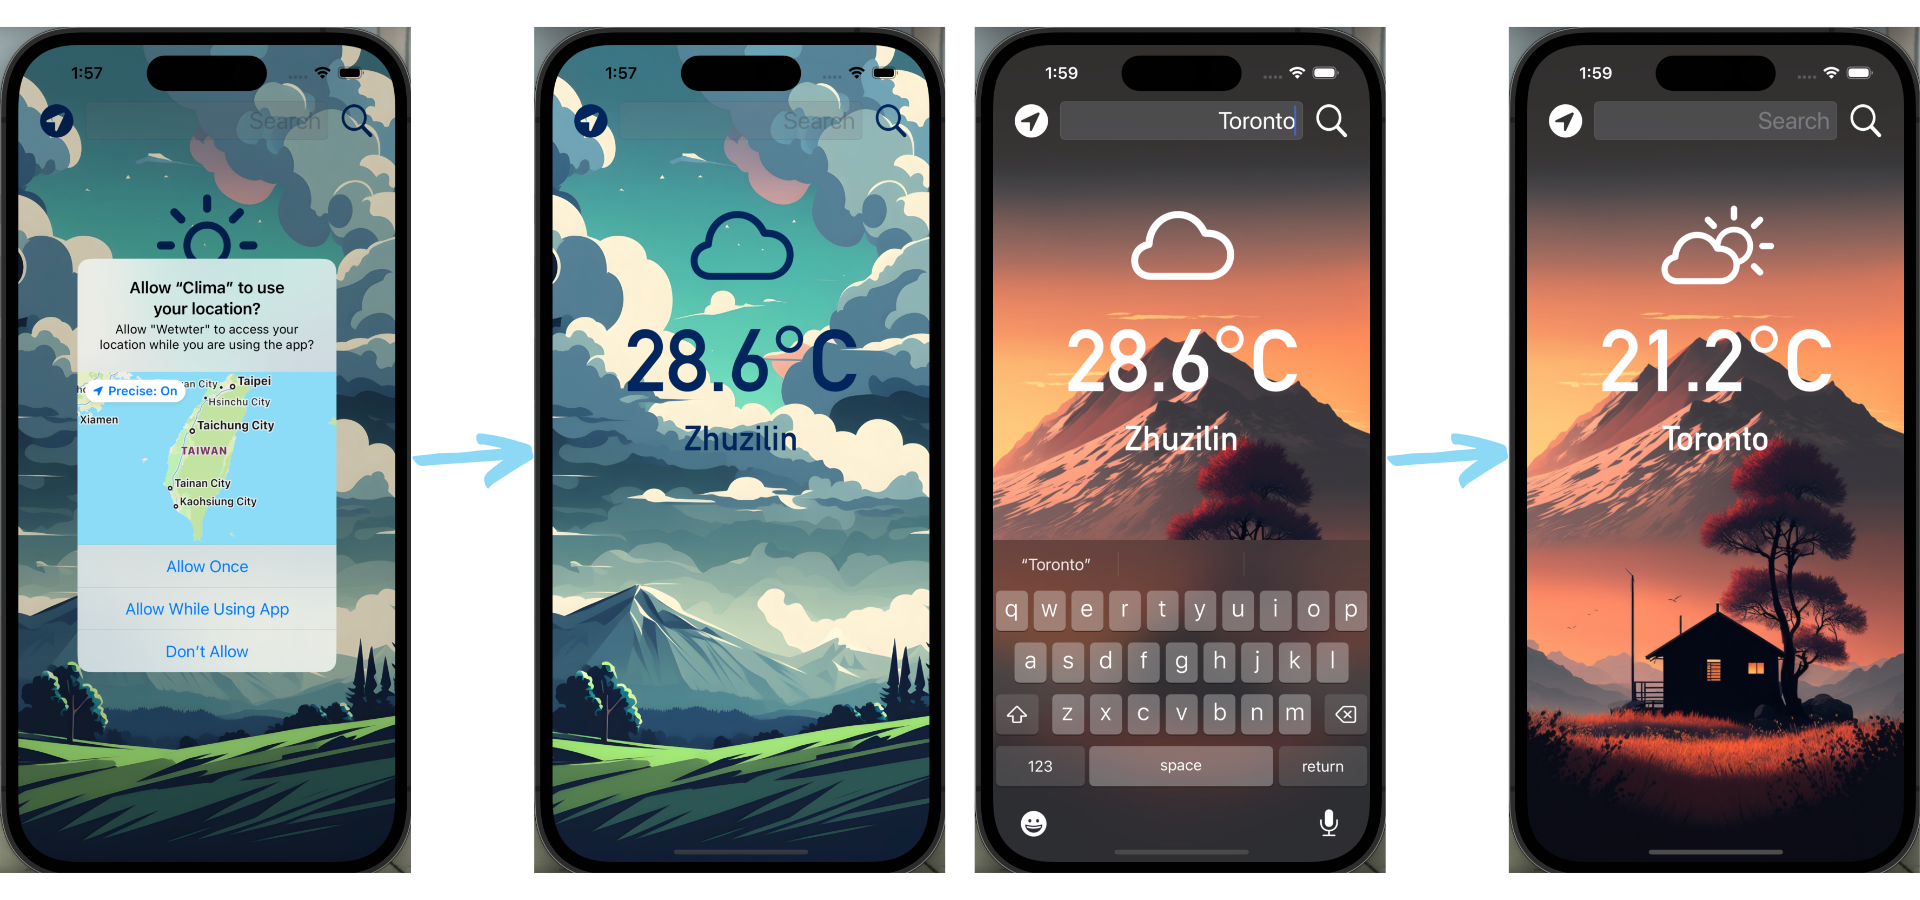 1:57
Search
Allow “Clima” to use
your location?
Allow "Wetwter" to access your
location while you are using the app?
Precise: On
an City
Taipei
Hsinchu City
Xiamen
Taichung City
TAIWAN
Tainan City
Kaohsiung City
Allow Once
Allow While Using App
Don’t Allow
1:57
Search
28.6°C
Zhuzilin
1:59
Toronto
28.6°C
Zhuzilin
“Toronto”
q w e r t y u i o p
a s d f g h j k l
z x c v b n m
123 space return
1:59
Search
21.2°C
Toronto